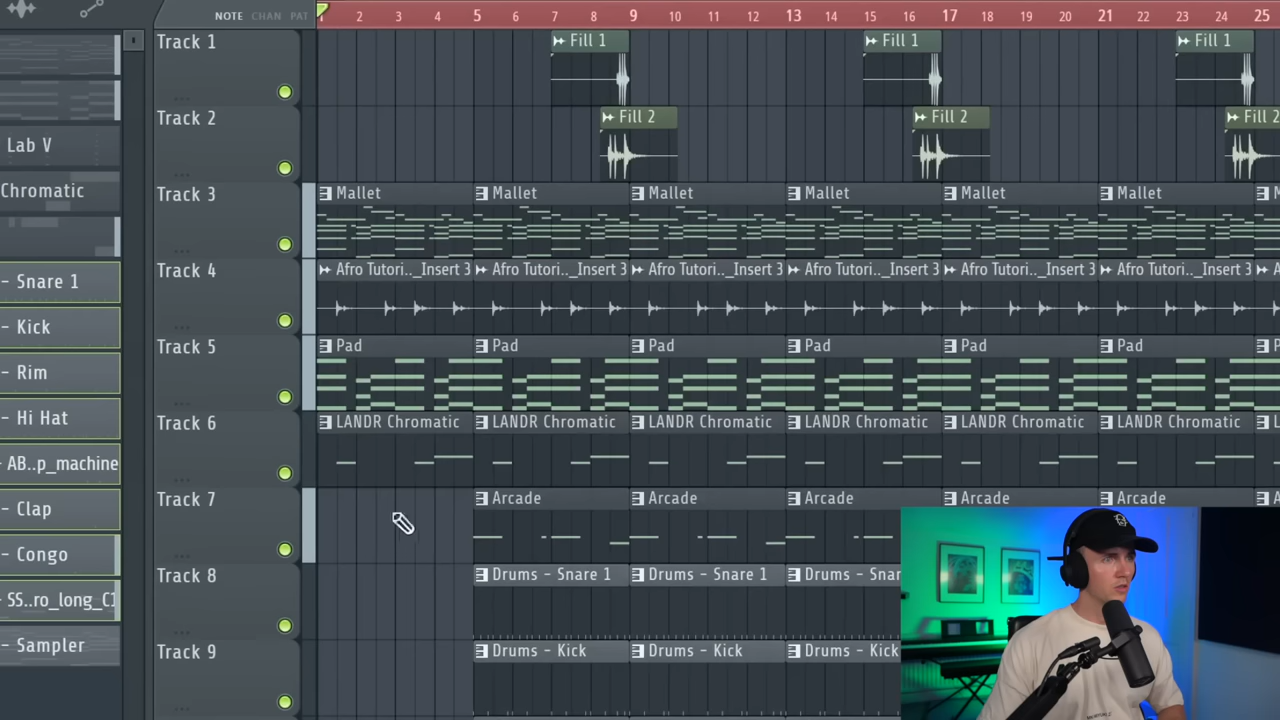 NOTE CHAN PAT
1 2 3 4 5 6 7 8 9 10 11 12 13 14 15 16 17 18 19 20 21 22 23 24 25
Lab V
Chromatic
- Snare 1
- Kick
- Rim
- Hi Hat
- AB..p_machine
- Clap
- Congo
- SS..ro_long_C1
- Sampler
Track 1
Fill 1 Fill 1 Fill 1
Track 2
Fill 2 Fill 2 Fill 2
Track 3
Mallet Mallet Mallet Mallet Mallet Mallet M
Track 4
Afro Tutori.._Insert 3 Afro Tutori.._Insert 3 Afro Tutori.._Insert 3 Afro Tutori.._Insert 3 Afro Tutori.._Insert 3 Afro Tutori.._Insert 3 A
Track 5
Pad Pad Pad Pad Pad Pad
Track 6
LANDR Chromatic LANDR Chromatic LANDR Chromatic LANDR Chromatic LANDR Chromatic LANDR Chromatic L
Track 7
Arcade Arcade Arcade Arcade Arcade
Track 8
Drums - Snare 1 Drums - Snare 1 Drums - Snar
Track 9
Drums - Kick Drums - Kick Drums - Kick